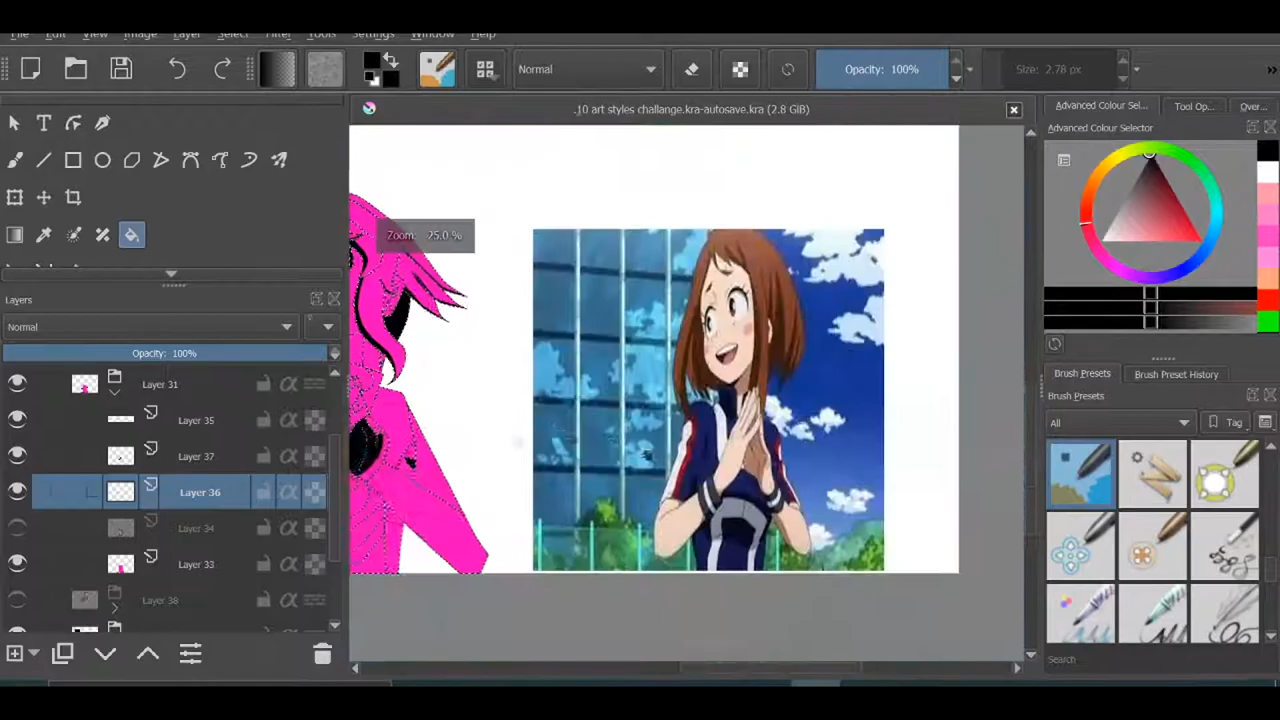 File Edit View Image Layer Select Filter Tools Settings Window Help
Normal
Opacity: 100%
Size: 2.78 px
.10 art styles challange.kra-autosave.kra (2.8 GiB)
Advanced Colour Sel...
Tool Op...
Over...
Advanced Colour Selector
Zoom: 25.0 %
Layers
Normal
Opacity: 100%
Layer 31
Layer 35
Layer 37
Layer 36
Layer 34
Layer 33
Layer 38
Brush Presets
Brush Preset History
Brush Presets
All
Tag
Search